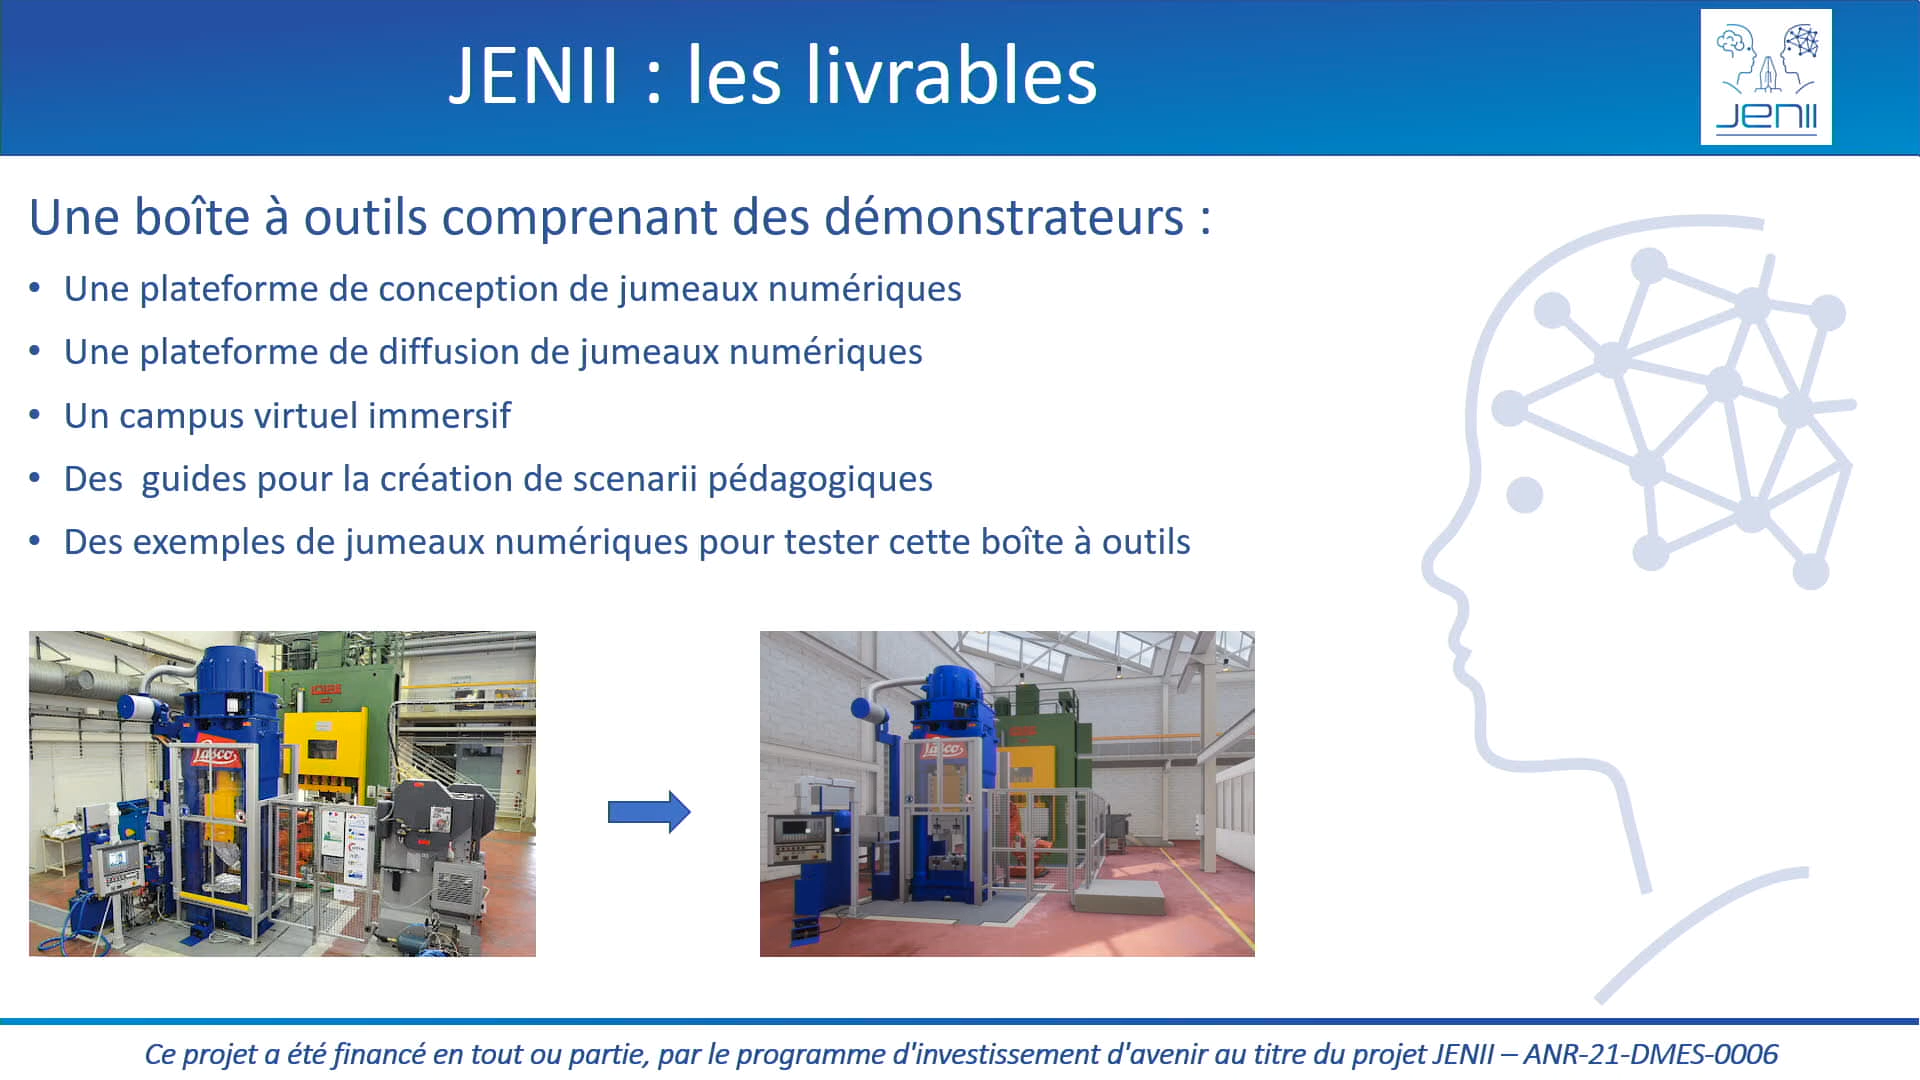 JENII : les livrables
jenii
Une boîte à outils comprenant des démonstrateurs :
• Une plateforme de conception de jumeaux numériques
• Une plateforme de diffusion de jumeaux numériques
• Un campus virtuel immersif
• Des  guides pour la création de scenarii pédagogiques
• Des exemples de jumeaux numériques pour tester cette boîte à outils
Lasco
Lasco
Ce projet a été financé en tout ou partie, par le programme d'investissement d'avenir au titre du projet JENII – ANR-21-DMES-0006